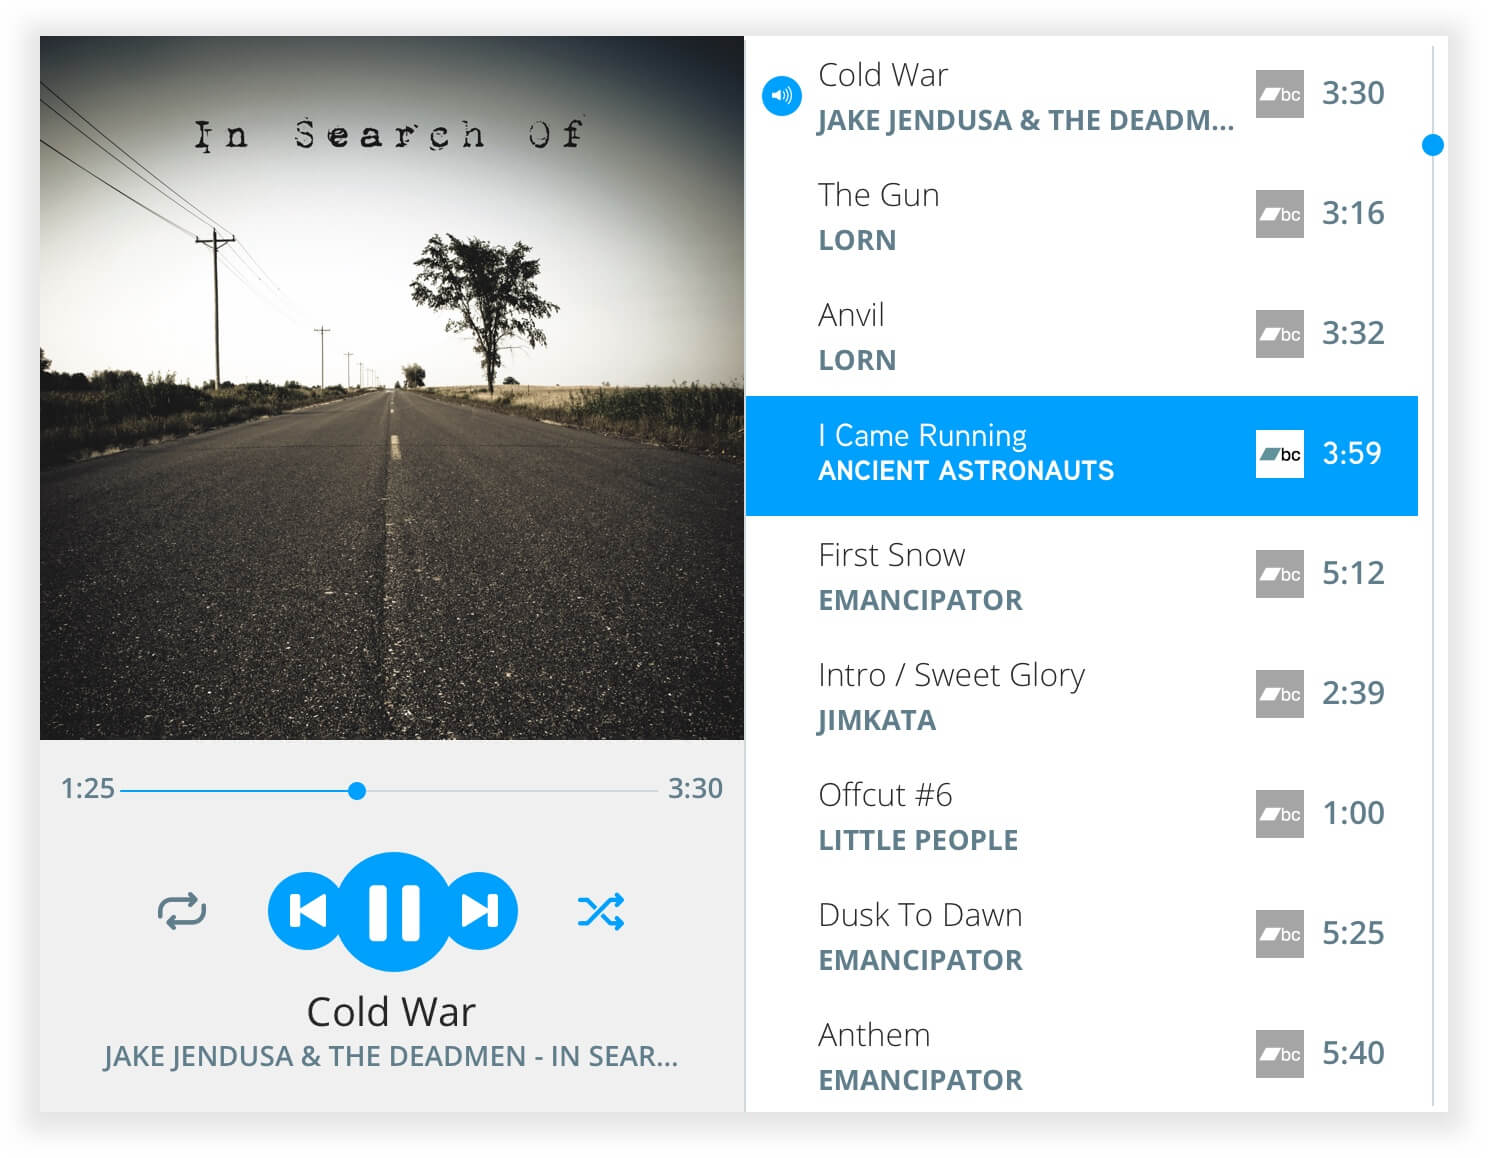 In Search Of
1:25
3:30
Cold War
JAKE JENDUSA & THE DEADMEN - IN SEAR...
Cold War
JAKE JENDUSA & THE DEADM...
bc
3:30
The Gun
LORN
bc
3:16
Anvil
LORN
bc
3:32
I Came Running
ANCIENT ASTRONAUTS
bc
3:59
First Snow
EMANCIPATOR
bc
5:12
Intro / Sweet Glory
JIMKATA
bc
2:39
Offcut #6
LITTLE PEOPLE
bc
1:00
Dusk To Dawn
EMANCIPATOR
bc
5:25
Anthem
EMANCIPATOR
bc
5:40